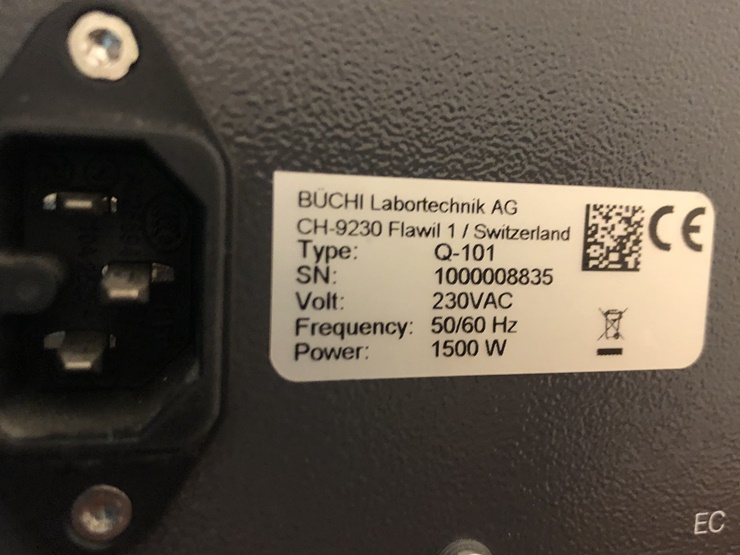 BÜCHI Labortechnik AG
CH-9230 Flawil 1 / Switzerland
Type: Q-101
SN: 1000008835
Volt: 230VAC
Frequency: 50/60 Hz
Power: 1500 W
CE
EC